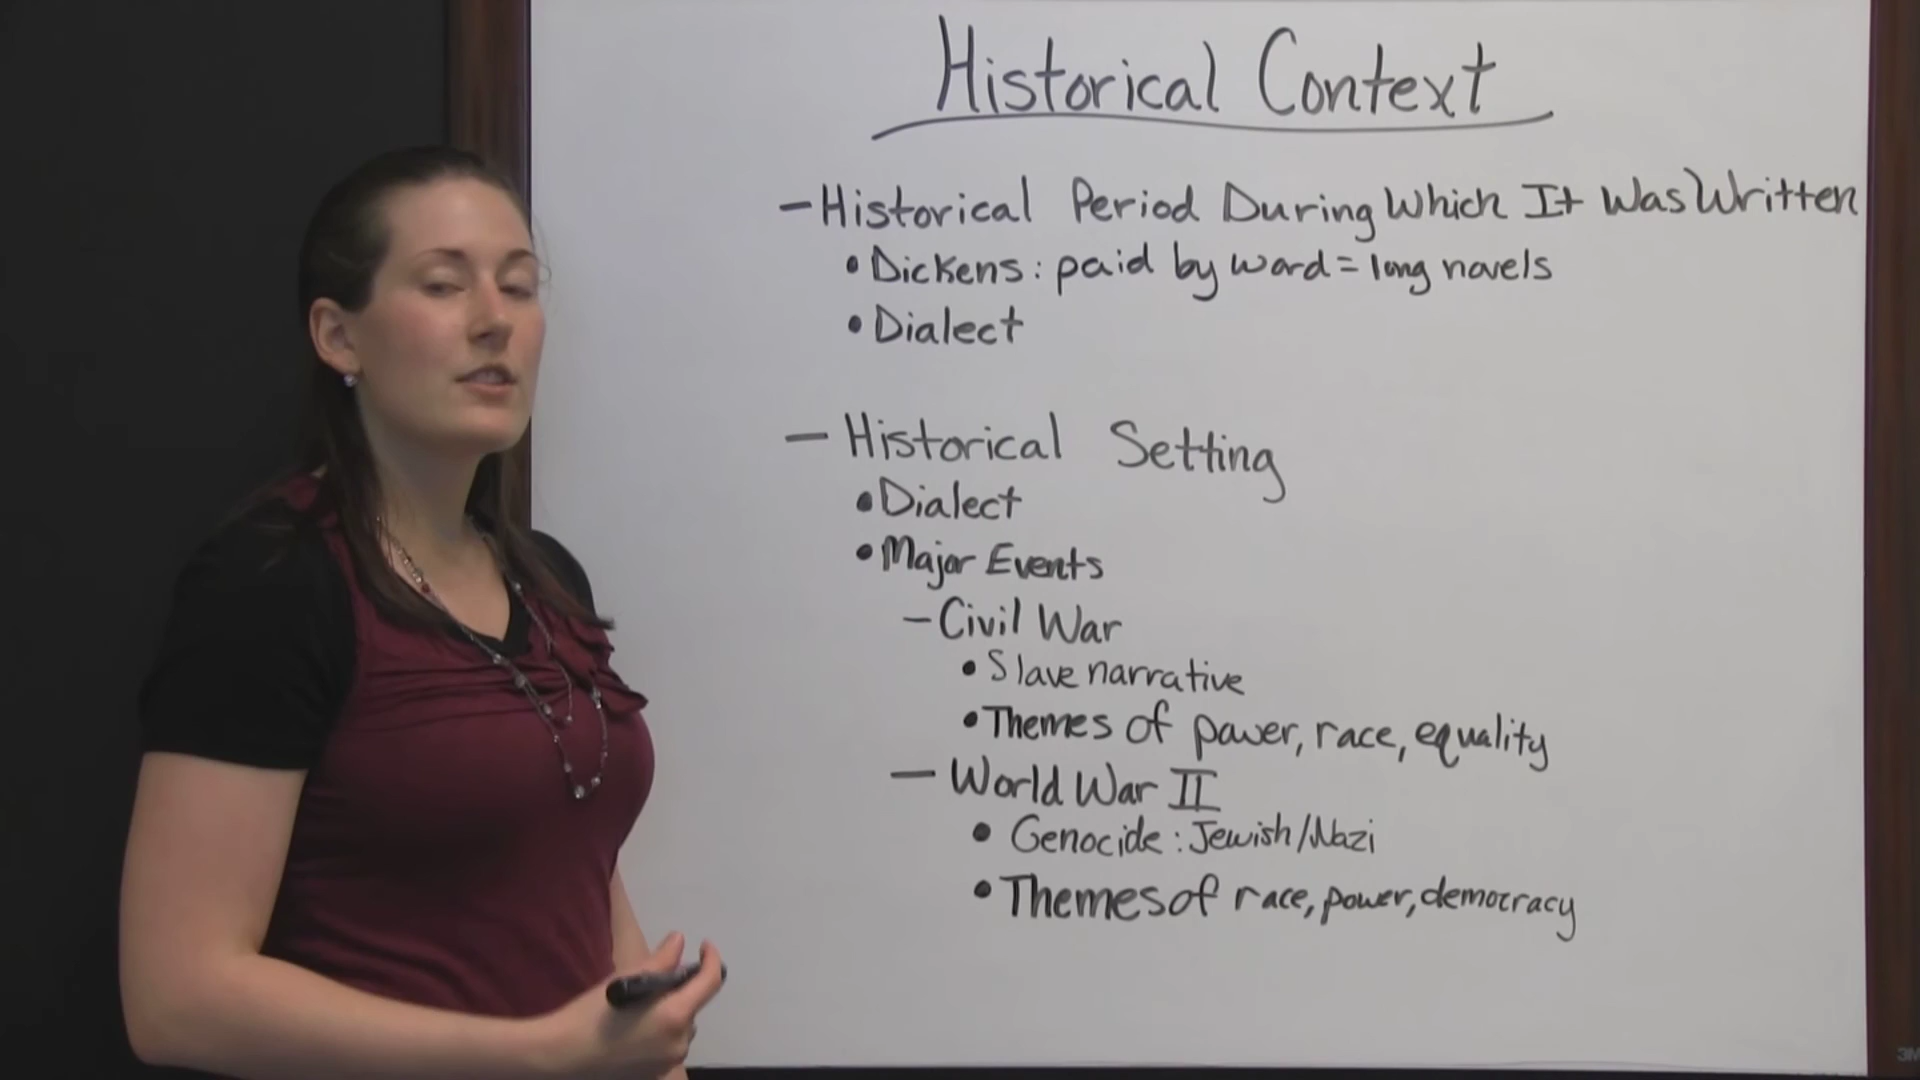 Historical Context
- Historical Period During Which It Was Written
• Dickens: paid by word = long novels
• Dialect
- Historical Setting
• Dialect
• Major Events
- Civil War
• Slave narrative
• Themes of power, race, equality
- World War II
• Genocide: Jewish/Nazi
• Themes of race, power, democracy
3M